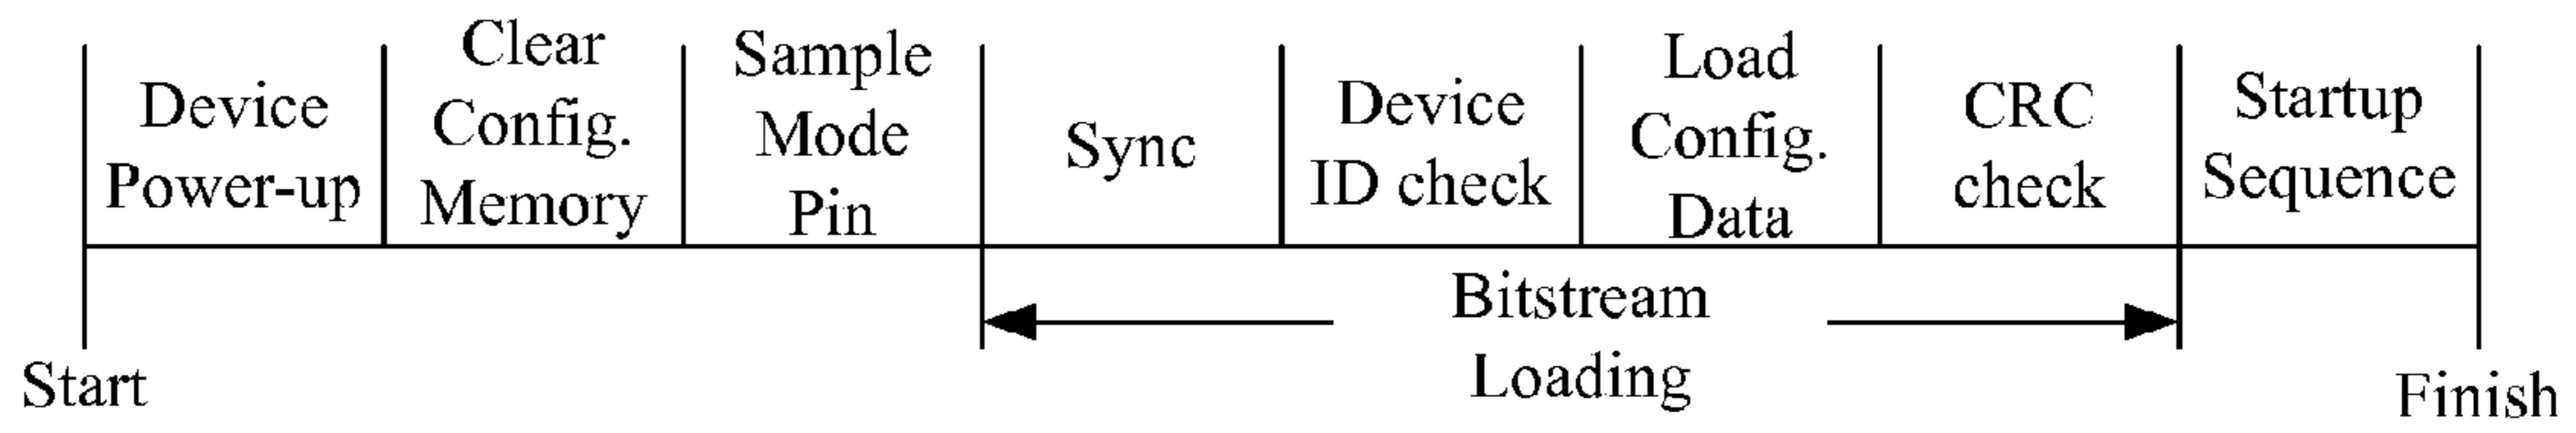 Device
Power-up
Clear
Config.
Memory
Sample
Mode
Pin
Sync
Device
ID check
Load
Config.
Data
CRC
check
Startup
Sequence
Bitstream
Loading
Start
Finish